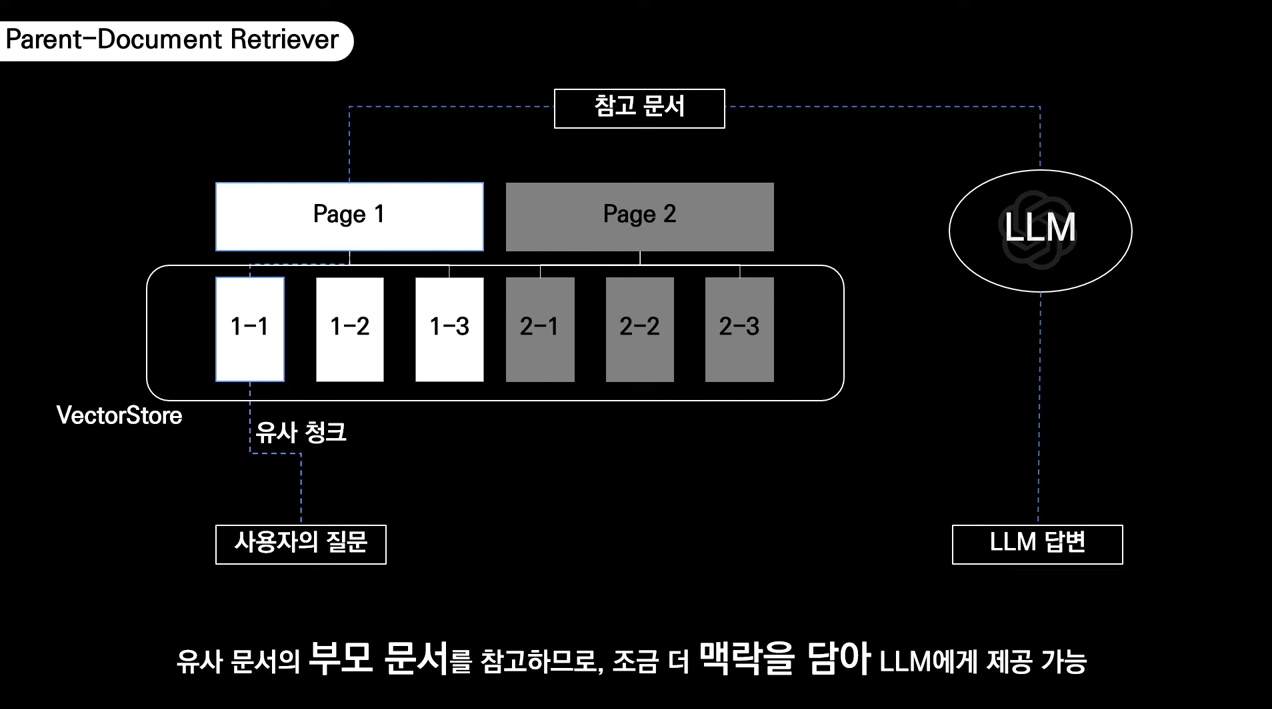 Parent-Document Retriever
참고 문서
Page 1
Page 2
LLM
1-1
1-2
1-3
2-1
2-2
2-3
VectorStore
유사 청크
사용자의 질문
LLM 답변
유사 문서의 부모 문서를 참고하므로, 조금 더 맥락을 담아 LLM에게 제공 가능